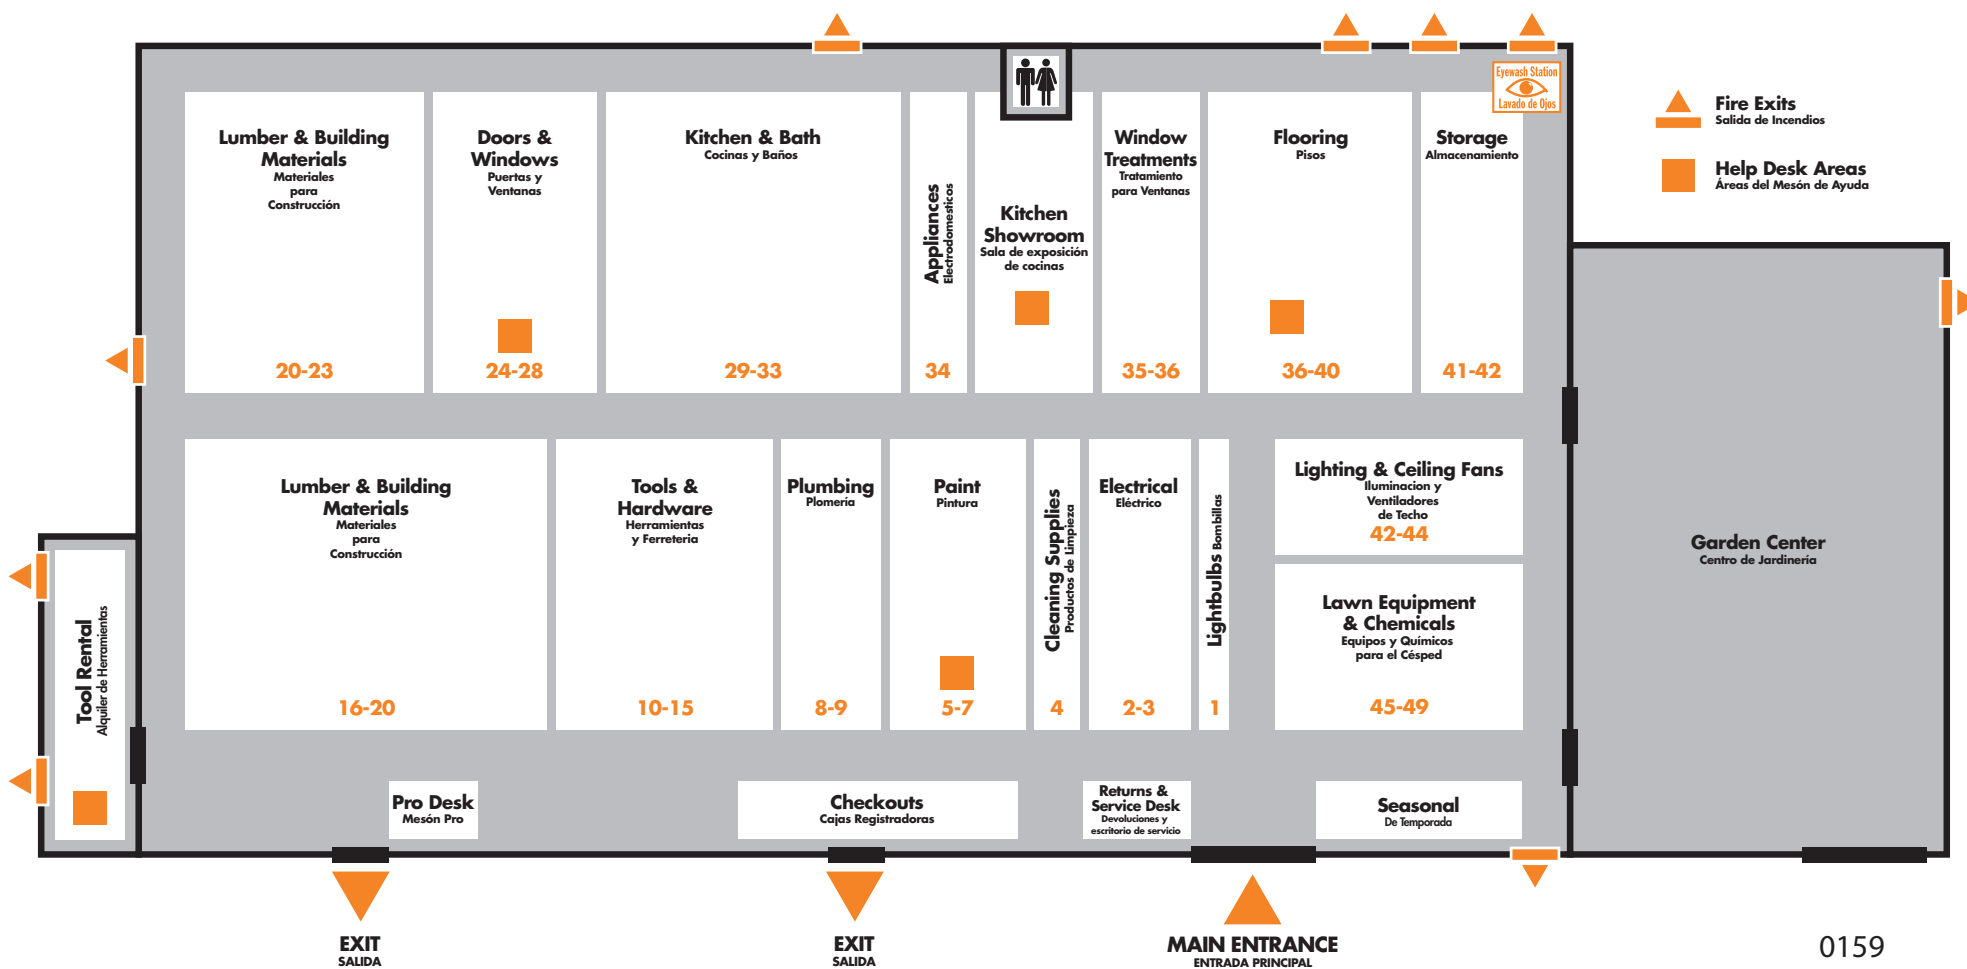 Eyewash Station
Lavado de Ojos
Fire Exits
Salida de Incendios
Help Desk Areas
Áreas del Mesón de Ayuda
Lumber & Building
Materials
Materiales
para
Construcción
20-23
Doors &
Windows
Puertas y
Ventanas
24-28
Kitchen & Bath
Cocinas y Baños
29-33
Appliances
Electrodomesticos
34
Kitchen
Showroom
Sala de exposición
de cocinas
Window
Treatments
Tratamiento
para Ventanas
35-36
Flooring
Pisos
36-40
Storage
Almacenamiento
41-42
Lumber & Building
Materials
Materiales
para
Construcción
16-20
Tools &
Hardware
Herramientas
y Ferreteria
10-15
Plumbing
Plomería
8-9
Paint
Pintura
5-7
Cleaning Supplies
Productos de Limpieza
4
Electrical
Eléctrico
2-3
Lightbulbs Bombillas
1
Lighting & Ceiling Fans
Iluminacion y
Ventiladores
de Techo
42-44
Lawn Equipment
& Chemicals
Equipos y Químicos
para el Césped
45-49
Garden Center
Centro de Jardinería
Tool Rental
Alquiler de Herramientas
Pro Desk
Mesón Pro
Checkouts
Cajas Registradoras
Returns &
Service Desk
Devoluciones y
escritorio de servicio
Seasonal
De Temporada
EXIT
SALIDA
EXIT
SALIDA
MAIN ENTRANCE
ENTRADA PRINCIPAL
0159